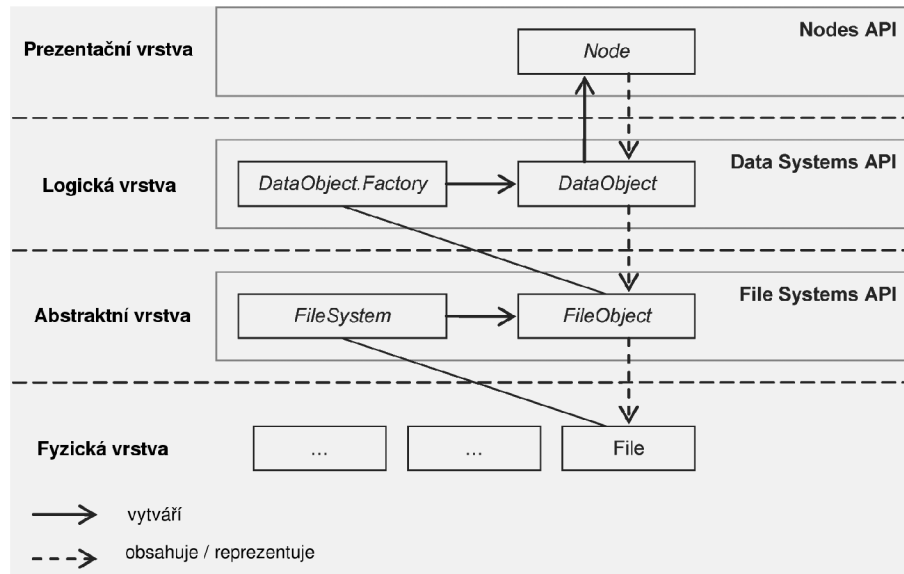 Prezentační vrstva
Nodes API
Node
Logická vrstva
Data Systems API
DataObject.Factory
DataObject
Abstraktní vrstva
File Systems API
FileSystem
FileObject
Fyzická vrstva
...
...
File
vytváří
obsahuje / reprezentuje